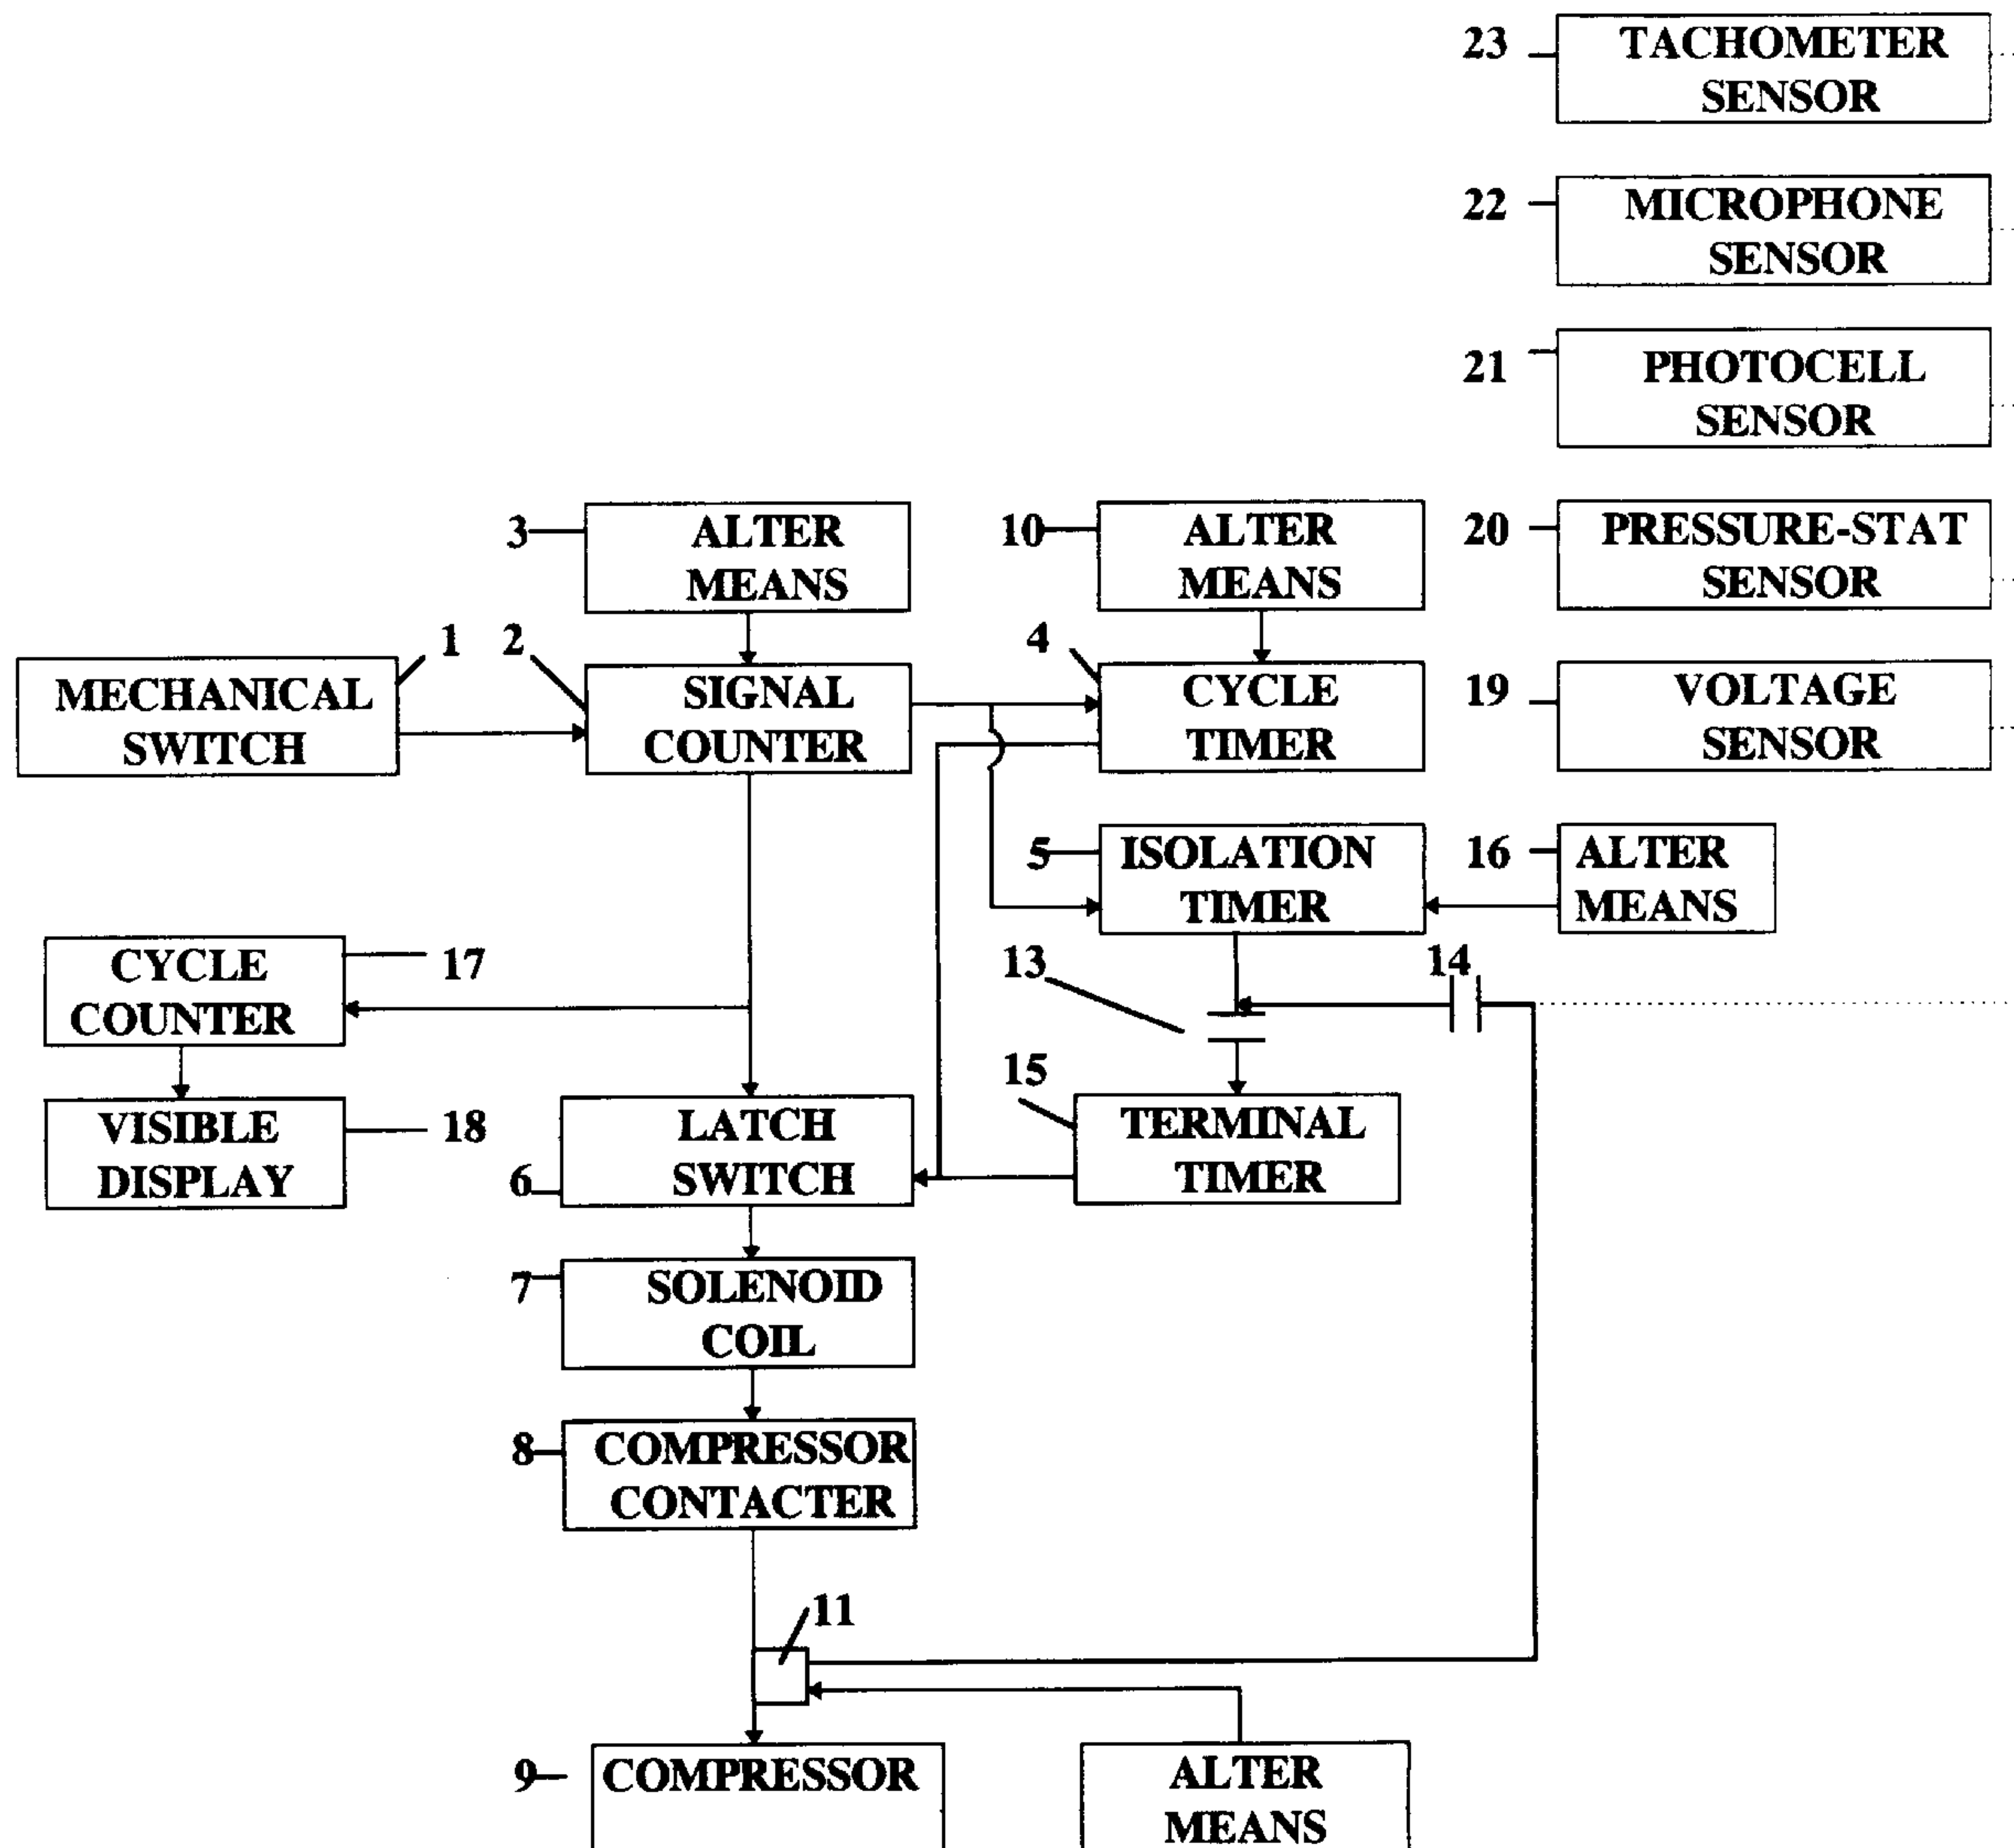 23 TACHOMETER
SENSOR
22 MICROPHONE
SENSOR
21 PHOTOCELL
SENSOR
3 ALTER
MEANS
10 ALTER
MEANS
20 PRESSURE-STAT
SENSOR
1
MECHANICAL
SWITCH
2 SIGNAL
COUNTER
4 CYCLE
TIMER
19 VOLTAGE
SENSOR
5 ISOLATION
TIMER
16 ALTER
MEANS
CYCLE
COUNTER
17
13
14
VISIBLE
DISPLAY
18
LATCH
SWITCH
6
15
TERMINAL
TIMER
7 SOLENOID
COIL
8 COMPRESSOR
CONTACTER
11
9 COMPRESSOR
ALTER
MEANS